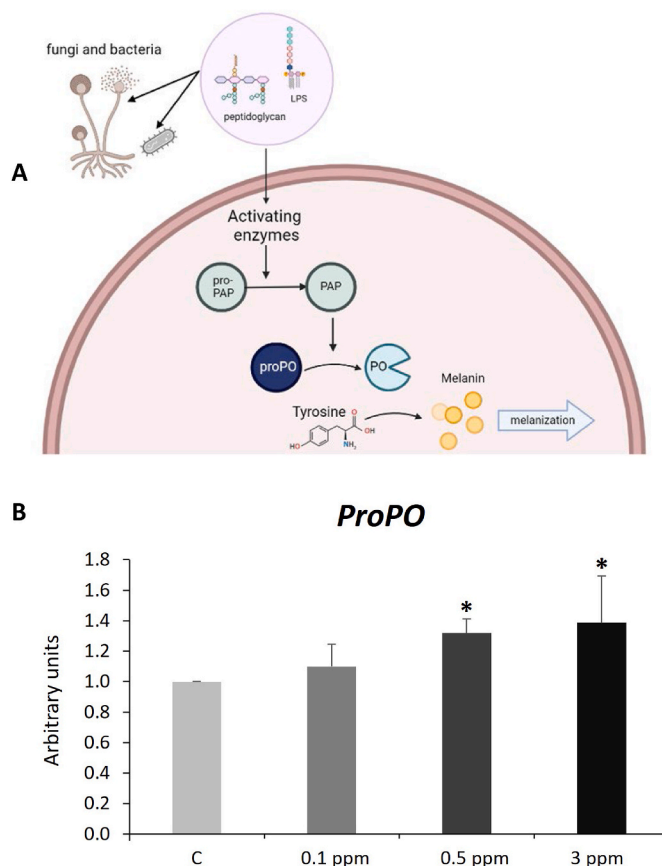 fungi and bacteria
peptidoglycan
LPS
A
Activating
enzymes
pro-
PAP
PAP
proPO
PO
Melanin
Tyrosine
O
OH
HO
NH₂
melanization
B
ProPO
Arbitrary units
1.8
1.6
1.4
1.2
1.0
0.8
0.6
0.4
0.2
0.0
*
*
C
0.1 ppm
0.5 ppm
3 ppm